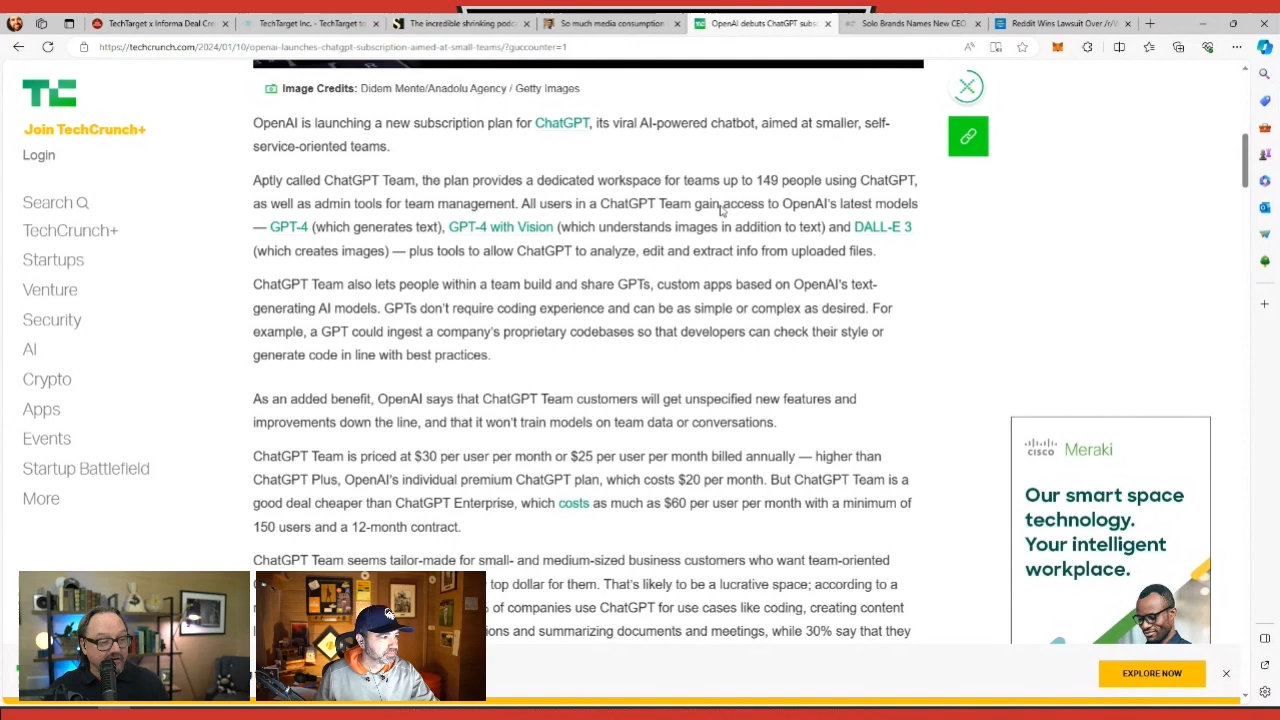 TechTarget x Informa Deal Cre
TechTarget Inc. - TechTarget to
The incredible shrinking podc
So much media consumption
OpenAI debuts ChatGPT subs
Solo Brands Names New CEO
Reddit Wins Lawsuit Over /r/W
https://techcrunch.com/2024/01/10/openai-launches-chatgpt-subscription-aimed-at-small-teams/?guccounter=1
Image Credits: Didem Mente/Anadolu Agency / Getty Images
Join TechCrunch+
Login
Search
TechCrunch+
Startups
Venture
Security
AI
Crypto
Apps
Events
Startup Battlefield
More
OpenAI is launching a new subscription plan for ChatGPT, its viral AI-powered chatbot, aimed at smaller, self-
service-oriented teams.
Aptly called ChatGPT Team, the plan provides a dedicated workspace for teams up to 149 people using ChatGPT,
as well as admin tools for team management. All users in a ChatGPT Team gain access to OpenAI's latest models
— GPT-4 (which generates text), GPT-4 with Vision (which understands images in addition to text) and DALL-E 3
(which creates images) — plus tools to allow ChatGPT to analyze, edit and extract info from uploaded files.
ChatGPT Team also lets people within a team build and share GPTs, custom apps based on OpenAI's text-
generating AI models. GPTs don't require coding experience and can be as simple or complex as desired. For
example, a GPT could ingest a company's proprietary codebases so that developers can check their style or
generate code in line with best practices.
As an added benefit, OpenAI says that ChatGPT Team customers will get unspecified new features and
improvements down the line, and that it won't train models on team data or conversations.
ChatGPT Team is priced at $30 per user per month or $25 per user per month billed annually — higher than
ChatGPT Plus, OpenAI's individual premium ChatGPT plan, which costs $20 per month. But ChatGPT Team is a
good deal cheaper than ChatGPT Enterprise, which costs as much as $60 per user per month with a minimum of
150 users and a 12-month contract.
ChatGPT Team seems tailor-made for small- and medium-sized business customers who want team-oriented
top dollar for them. That's likely to be a lucrative space; according to a
% of companies use ChatGPT for use cases like coding, creating content
ions and summarizing documents and meetings, while 30% say that they
cisco Meraki
Our smart space
technology.
Your intelligent
workplace.
EXPLORE NOW